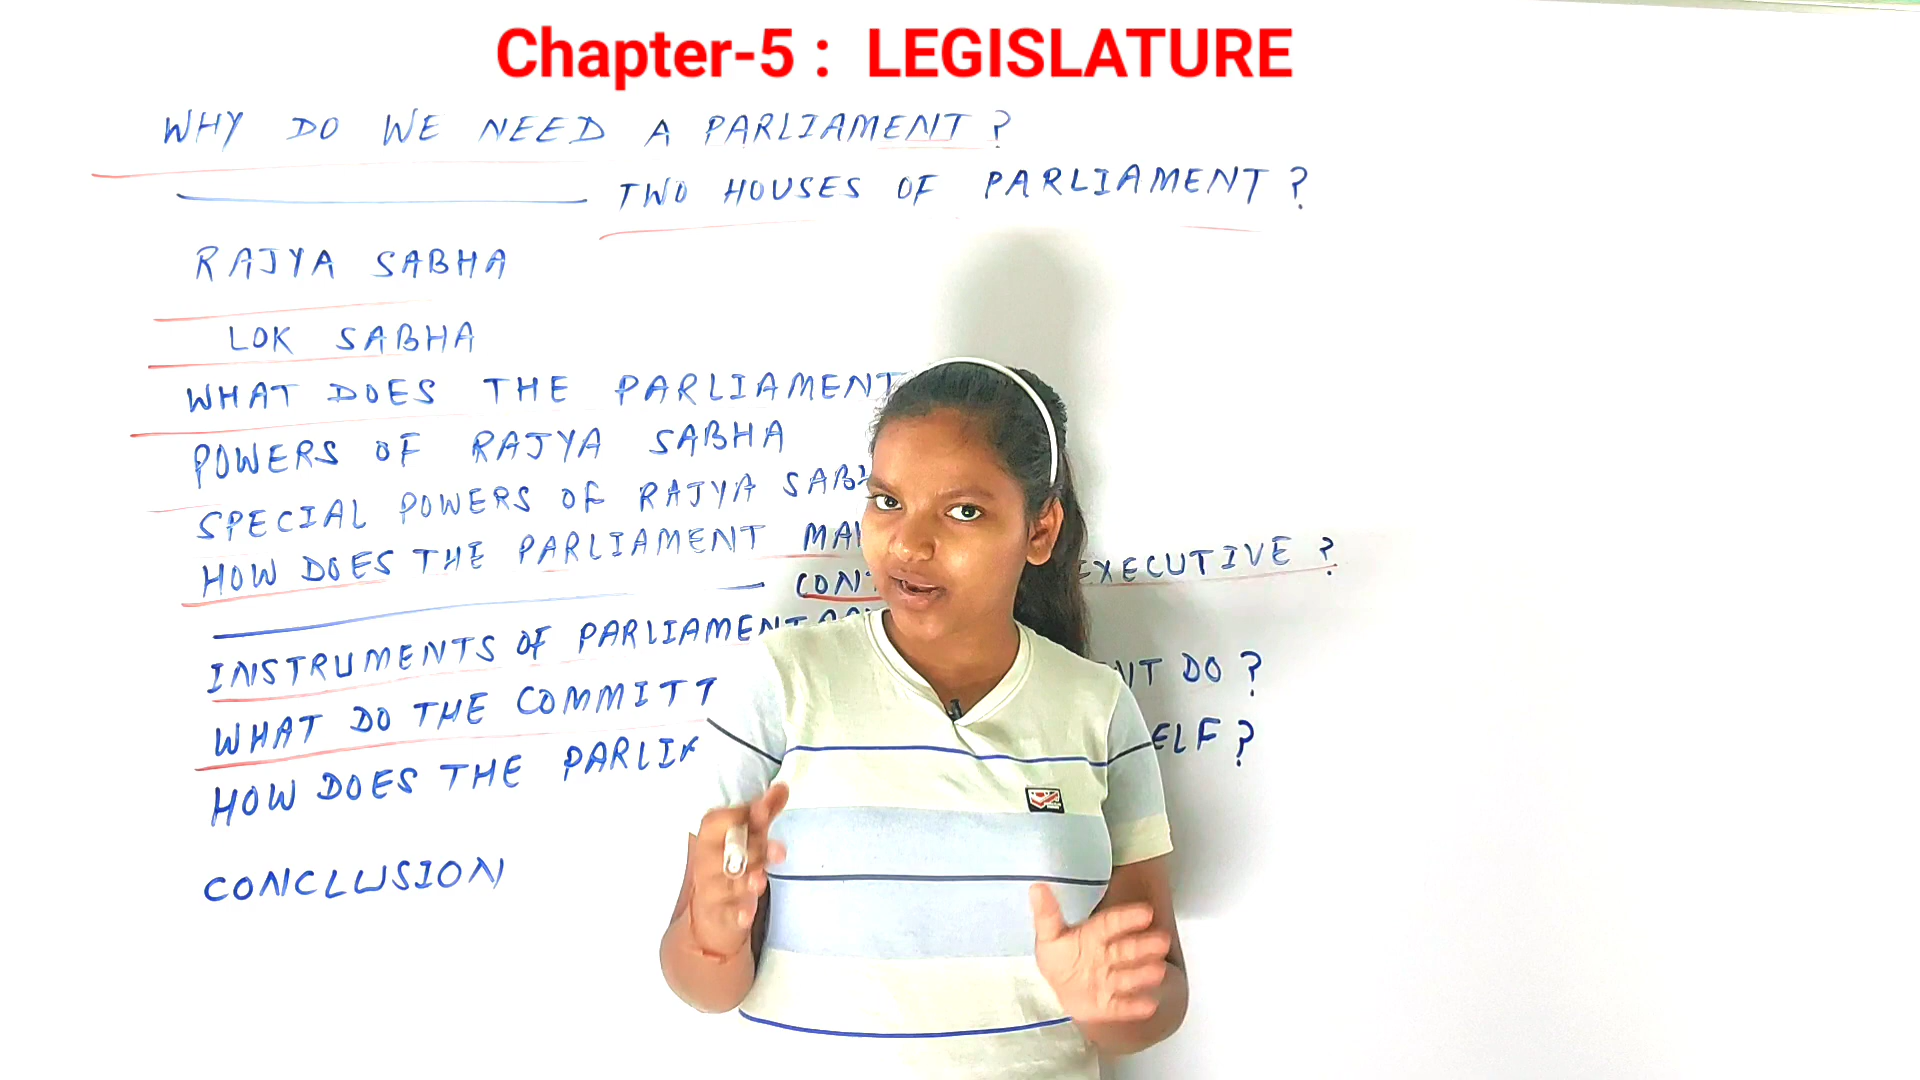 Chapter-5 : LEGISLATURE
WHY DO WE NEED A PARLIAMENT ?
TWO HOUSES OF PARLIAMENT ?
RAJYA SABHA
LOK SABHA
WHAT DOES THE PARLIAMENT
POWERS OF RAJYA SABHA
SPECIAL POWERS OF RAJYA
HOW DOES THE PARLIAMENT
EXECUTIVE ?
INSTRUMENTS OF
WHAT DO THE DO ?
HOW DOES THE ?
CONCLUSION